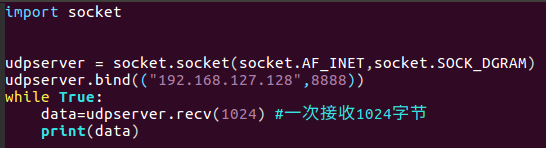 import socket
udpserver = socket.socket(socket.AF_INET,socket.SOCK_DGRAM)
udpserver.bind(("192.168.127.128",8888))
while True:
    data=udpserver.recv(1024) #一次接收1024字节
    print(data)